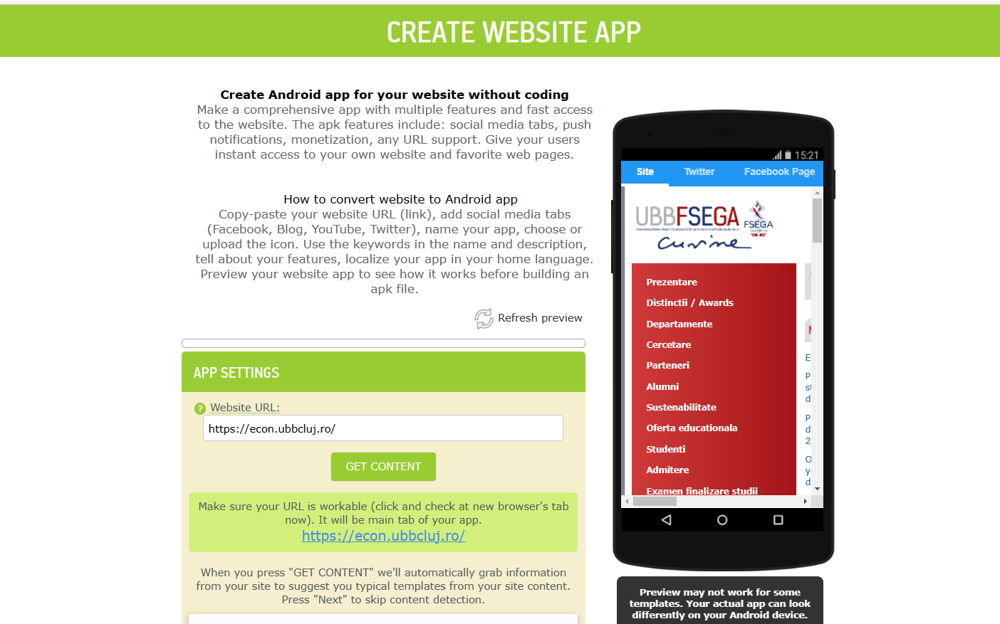 CREATE WEBSITE APP
Create Android app for your website without coding
Make a comprehensive app with multiple features and fast access
to the website. The apk features include: social media tabs, push
notifications, monetization, any URL support. Give your users
instant access to your own website and favorite web pages.
How to convert website to Android app
Copy-paste your website URL (link), add social media tabs
(Facebook, Blog, YouTube, Twitter), name your app, choose or
upload the icon. Use the keywords in the name and description,
tell about your features, localize your app in your home language.
Preview your website app to see how it works before building an
apk file.
Refresh preview
APP SETTINGS
? Website URL:
https://econ.ubbcluj.ro/
GET CONTENT
Make sure your URL is workable (click and check at new browser's tab
now). It will be main tab of your app.
https://econ.ubbcluj.ro/
When you press "GET CONTENT" we'll automatically grab information
from your site to suggest you typical templates from your site content.
Press "Next" to skip content detection.
15:21
Site Twitter Facebook Page
UBBFSEGA
FSEGA
Prezentare
Distinctii / Awards
Departamente
Cercetare
Parteneri
Alumni
Sustenabilitate
Oferta educationala
Studenti
Admitere
Examen finalizare studii
E
P
st
d
P
d
2
O
y
d
Preview may not work for some
templates. Your actual app can look
differently on your Android device.